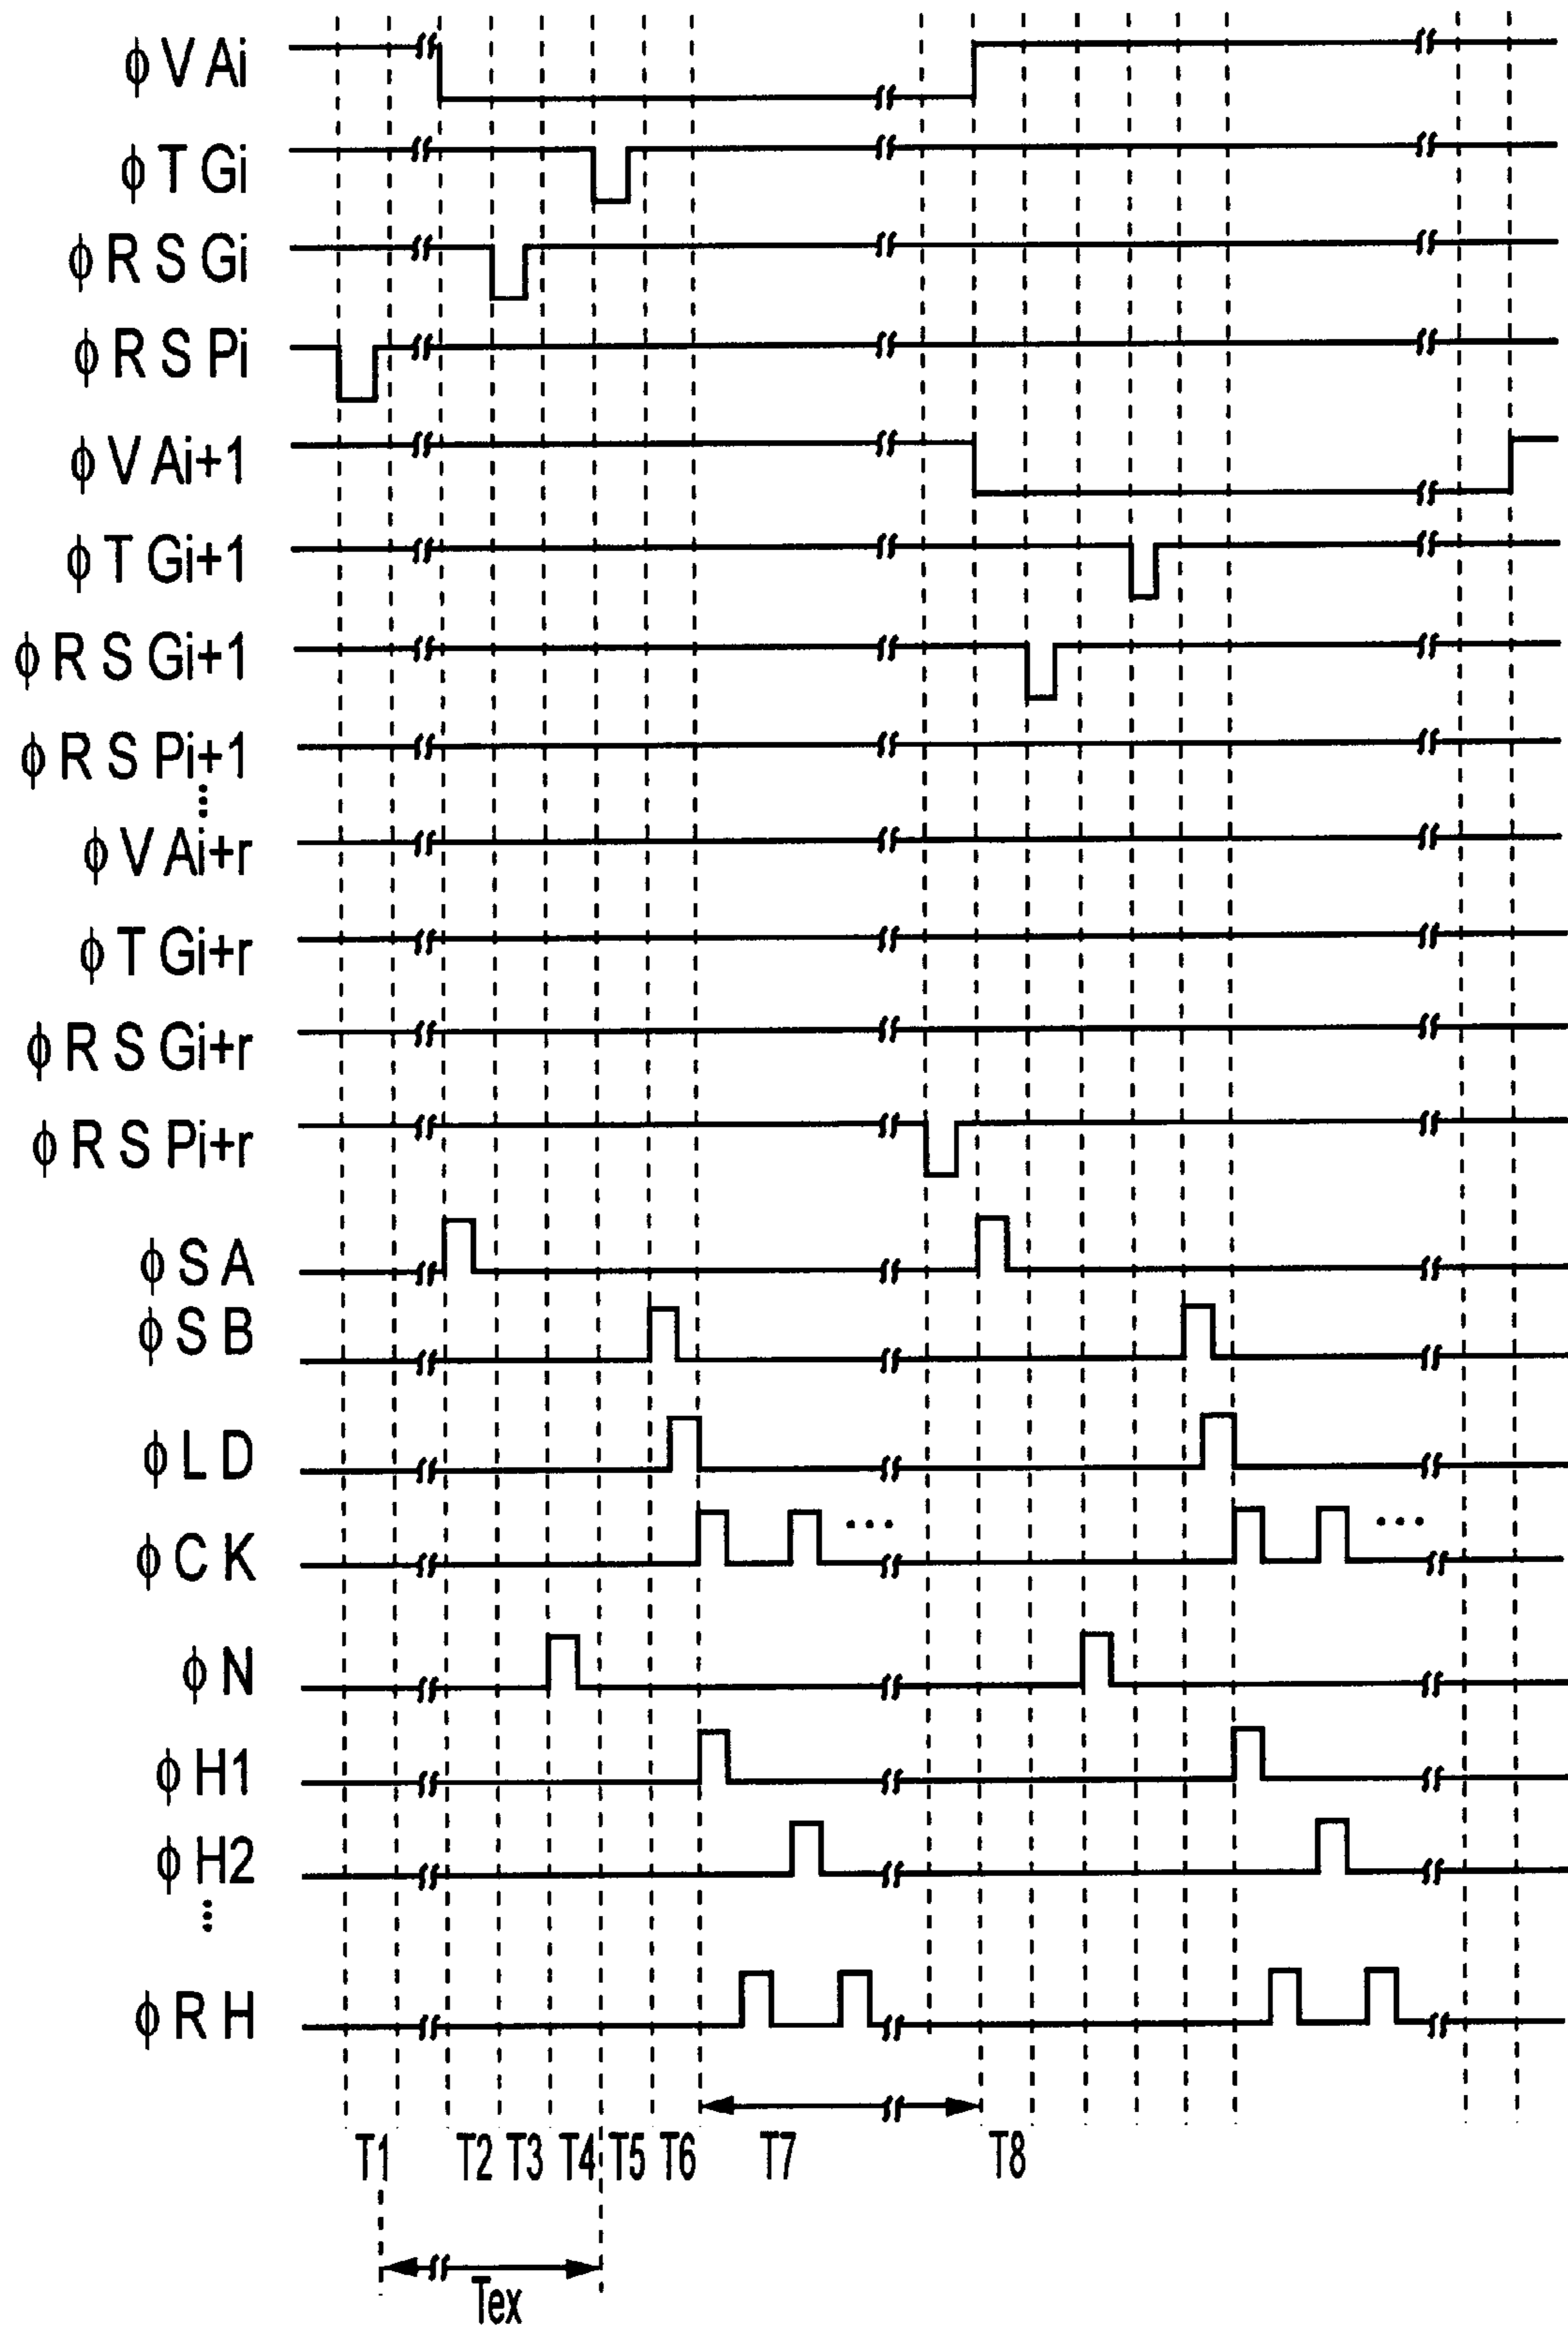 φVAi
φTGi
φRSGi
φRSPi
φVAi+1
φTGi+1
φRSGi+1
φRSPi+1
⋮
φVAi+r
φTGi+r
φRSGi+r
φRSPi+r
φSA
φSB
φLD
φCK ... ...
φN
φH1
φH2
⋮
φRH
T1 T2 T3 T4 T5 T6 T7 T8
Tex